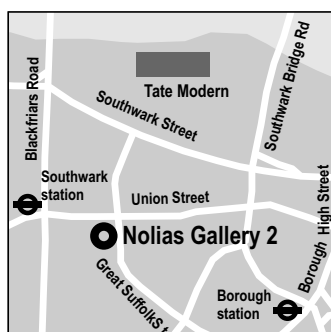 Southwark Bridge Rd
Blackfriars Road
Tate Modern
Southwark Street
Southwark
station
Union Street
Nolias Gallery 2
Borough High Street
Great SuffolkS t
Borough
station